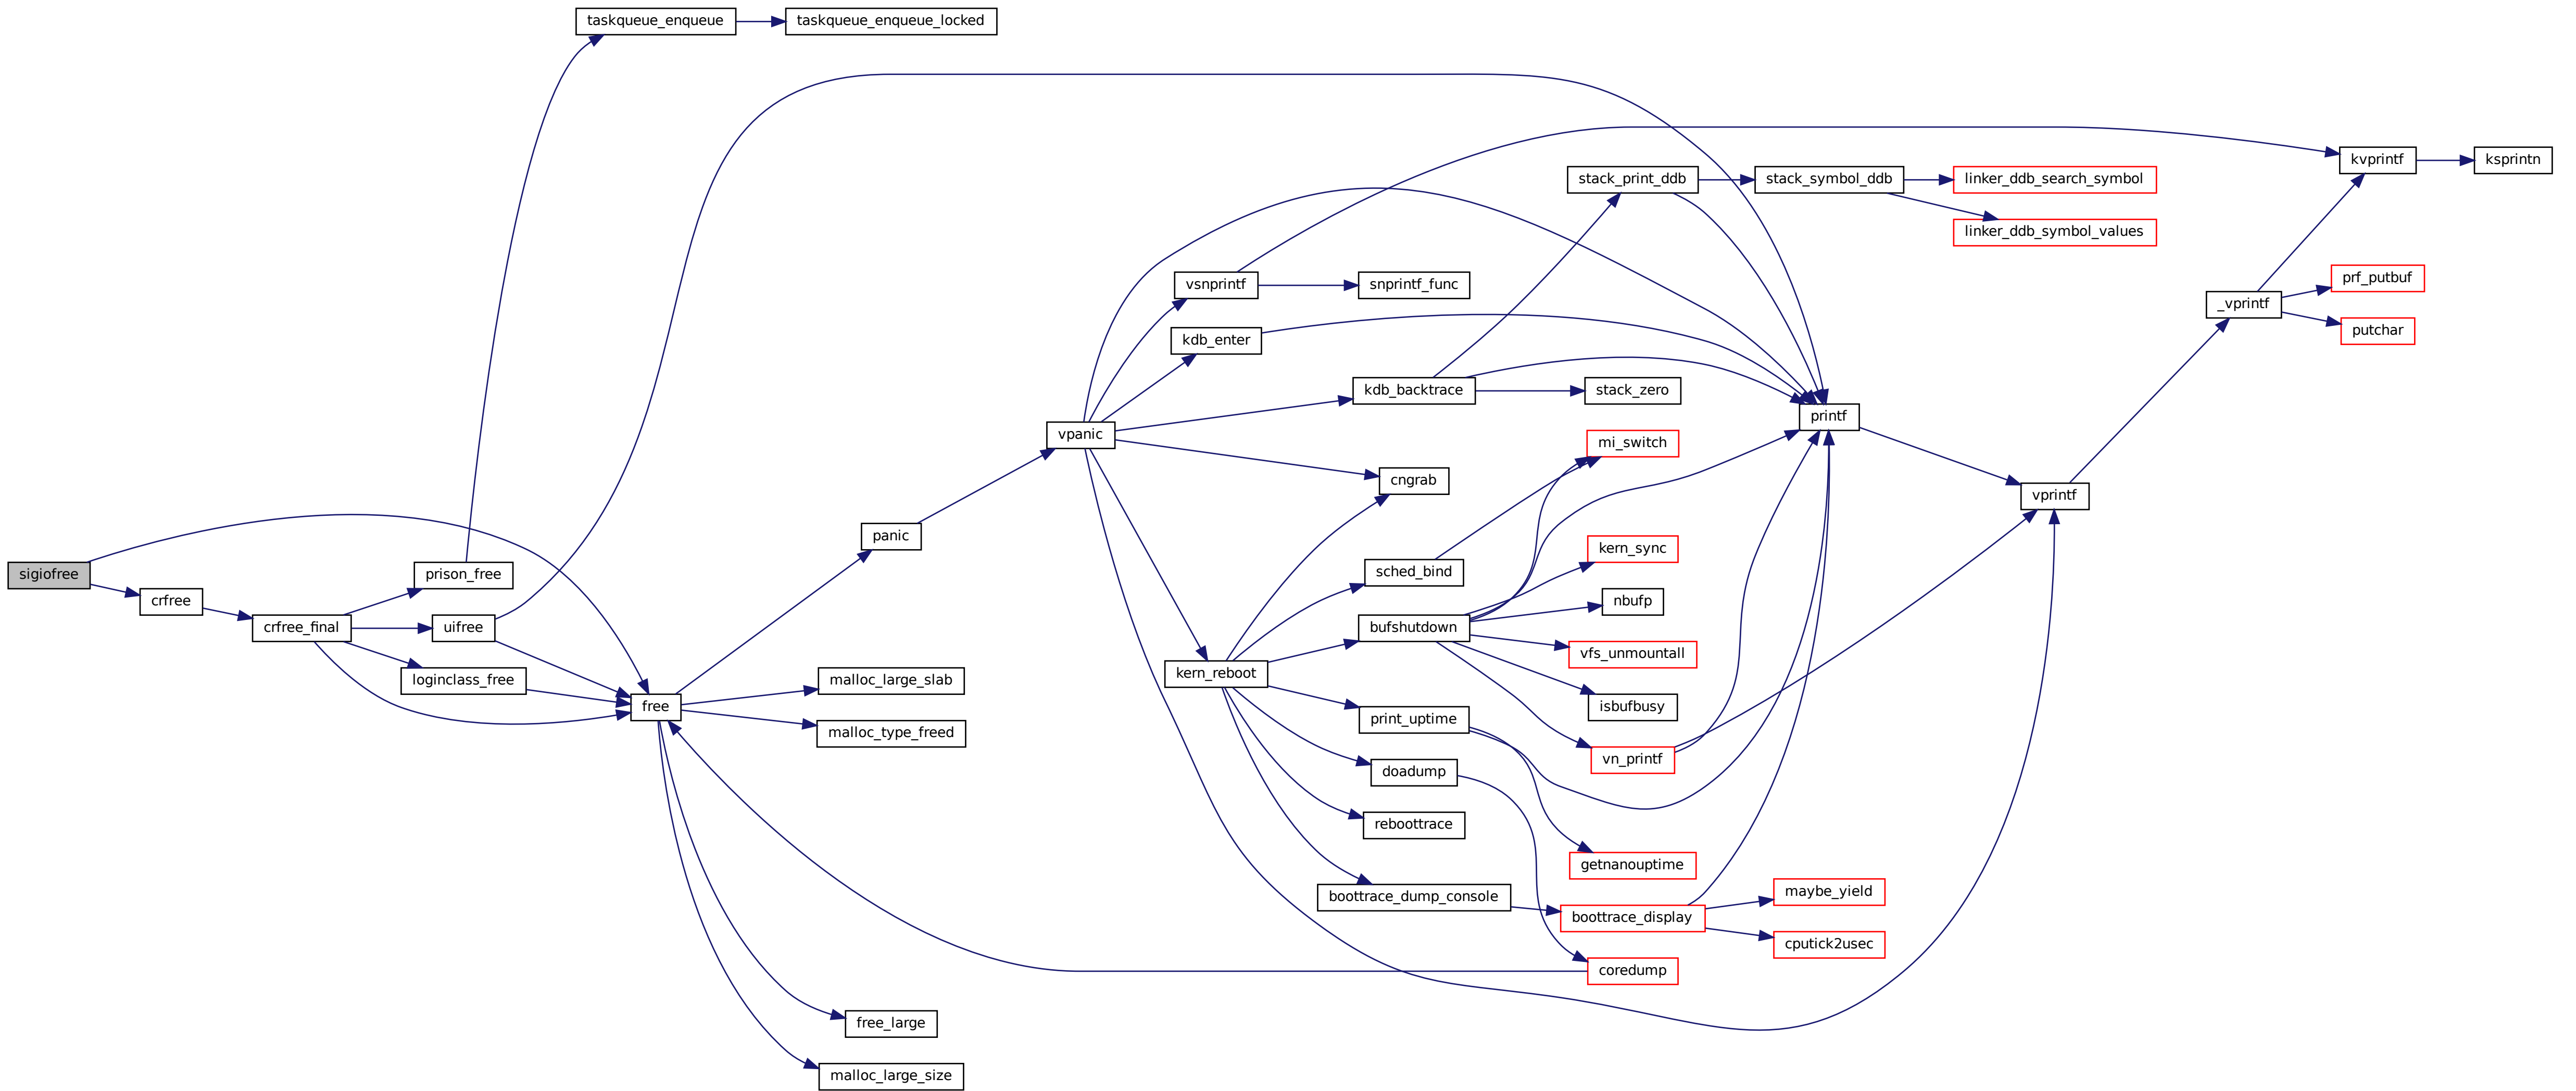 taskqueue_enqueue
taskqueue_enqueue_locked
kvprintf
ksprintn
stack_print_ddb
stack_symbol_ddb
linker_ddb_search_symbol
linker_ddb_symbol_values
vsnprintf
snprintf_func
prf_putbuf
_vprintf
putchar
kdb_enter
kdb_backtrace
stack_zero
printf
vpanic
mi_switch
cngrab
vprintf
panic
kern_sync
sigiofree
prison_free
sched_bind
crfree
nbufp
crfree_final
uifree
bufshutdown
vfs_unmountall
loginclass_free
kern_reboot
malloc_large_slab
free
isbufbusy
print_uptime
malloc_type_freed
vn_printf
doadump
reboottrace
getnanouptime
boottrace_dump_console
maybe_yield
boottrace_display
cputick2usec
coredump
free_large
malloc_large_size